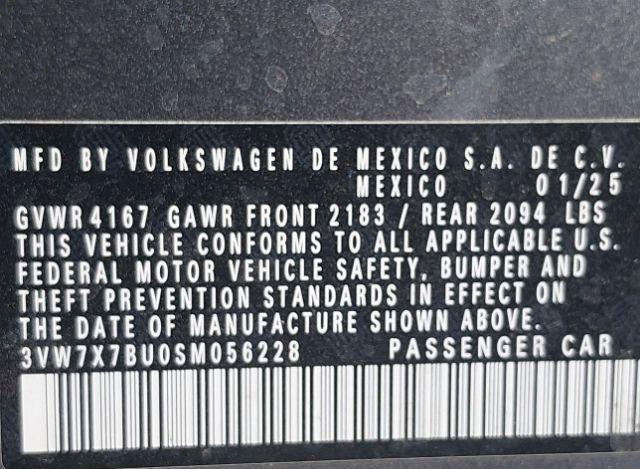 MFD BY VOLKSWAGEN DE MEXICO S.A. DE C.V.
MEXICO 01/25
GVWR 4167 GAWR FRONT 2183 / REAR 2094 LBS
THIS VEHICLE CONFORMS TO ALL APPLICABLE U.S.
FEDERAL MOTOR VEHICLE SAFETY, BUMPER AND
THEFT PREVENTION STANDARDS IN EFFECT ON
THE DATE OF MANUFACTURE SHOWN ABOVE.
3VW7X7BU0SM056228 PASSENGER CAR